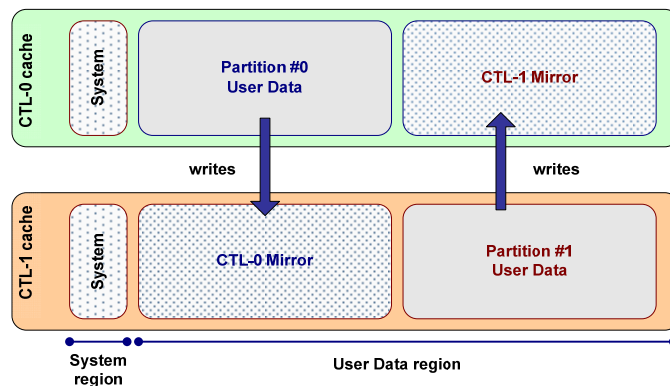 CTL-0 cache
System
Partition #0
User Data
CTL-1 Mirror
writes
writes
CTL-1 cache
System
CTL-0 Mirror
Partition #1
User Data
System
region
User Data region